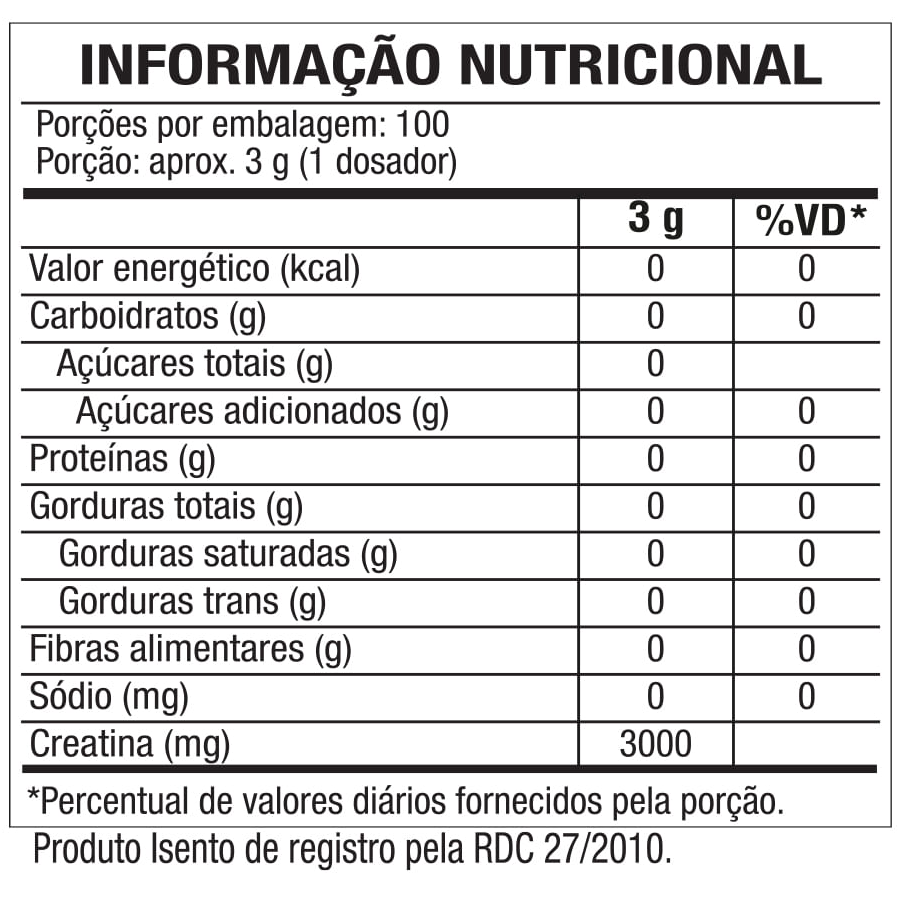 INFORMAÇÃO NUTRICIONAL
Porções por embalagem: 100
Porção: aprox. 3 g (1 dosador)
3 g %VD*
Valor energético (kcal) 0 0
Carboidratos (g) 0 0
Açúcares totais (g) 0
Açúcares adicionados (g) 0 0
Proteínas (g) 0 0
Gorduras totais (g) 0 0
Gorduras saturadas (g) 0 0
Gorduras trans (g) 0 0
Fibras alimentares (g) 0 0
Sódio (mg) 0 0
Creatina (mg) 3000
*Percentual de valores diários fornecidos pela porção.
Produto Isento de registro pela RDC 27/2010.